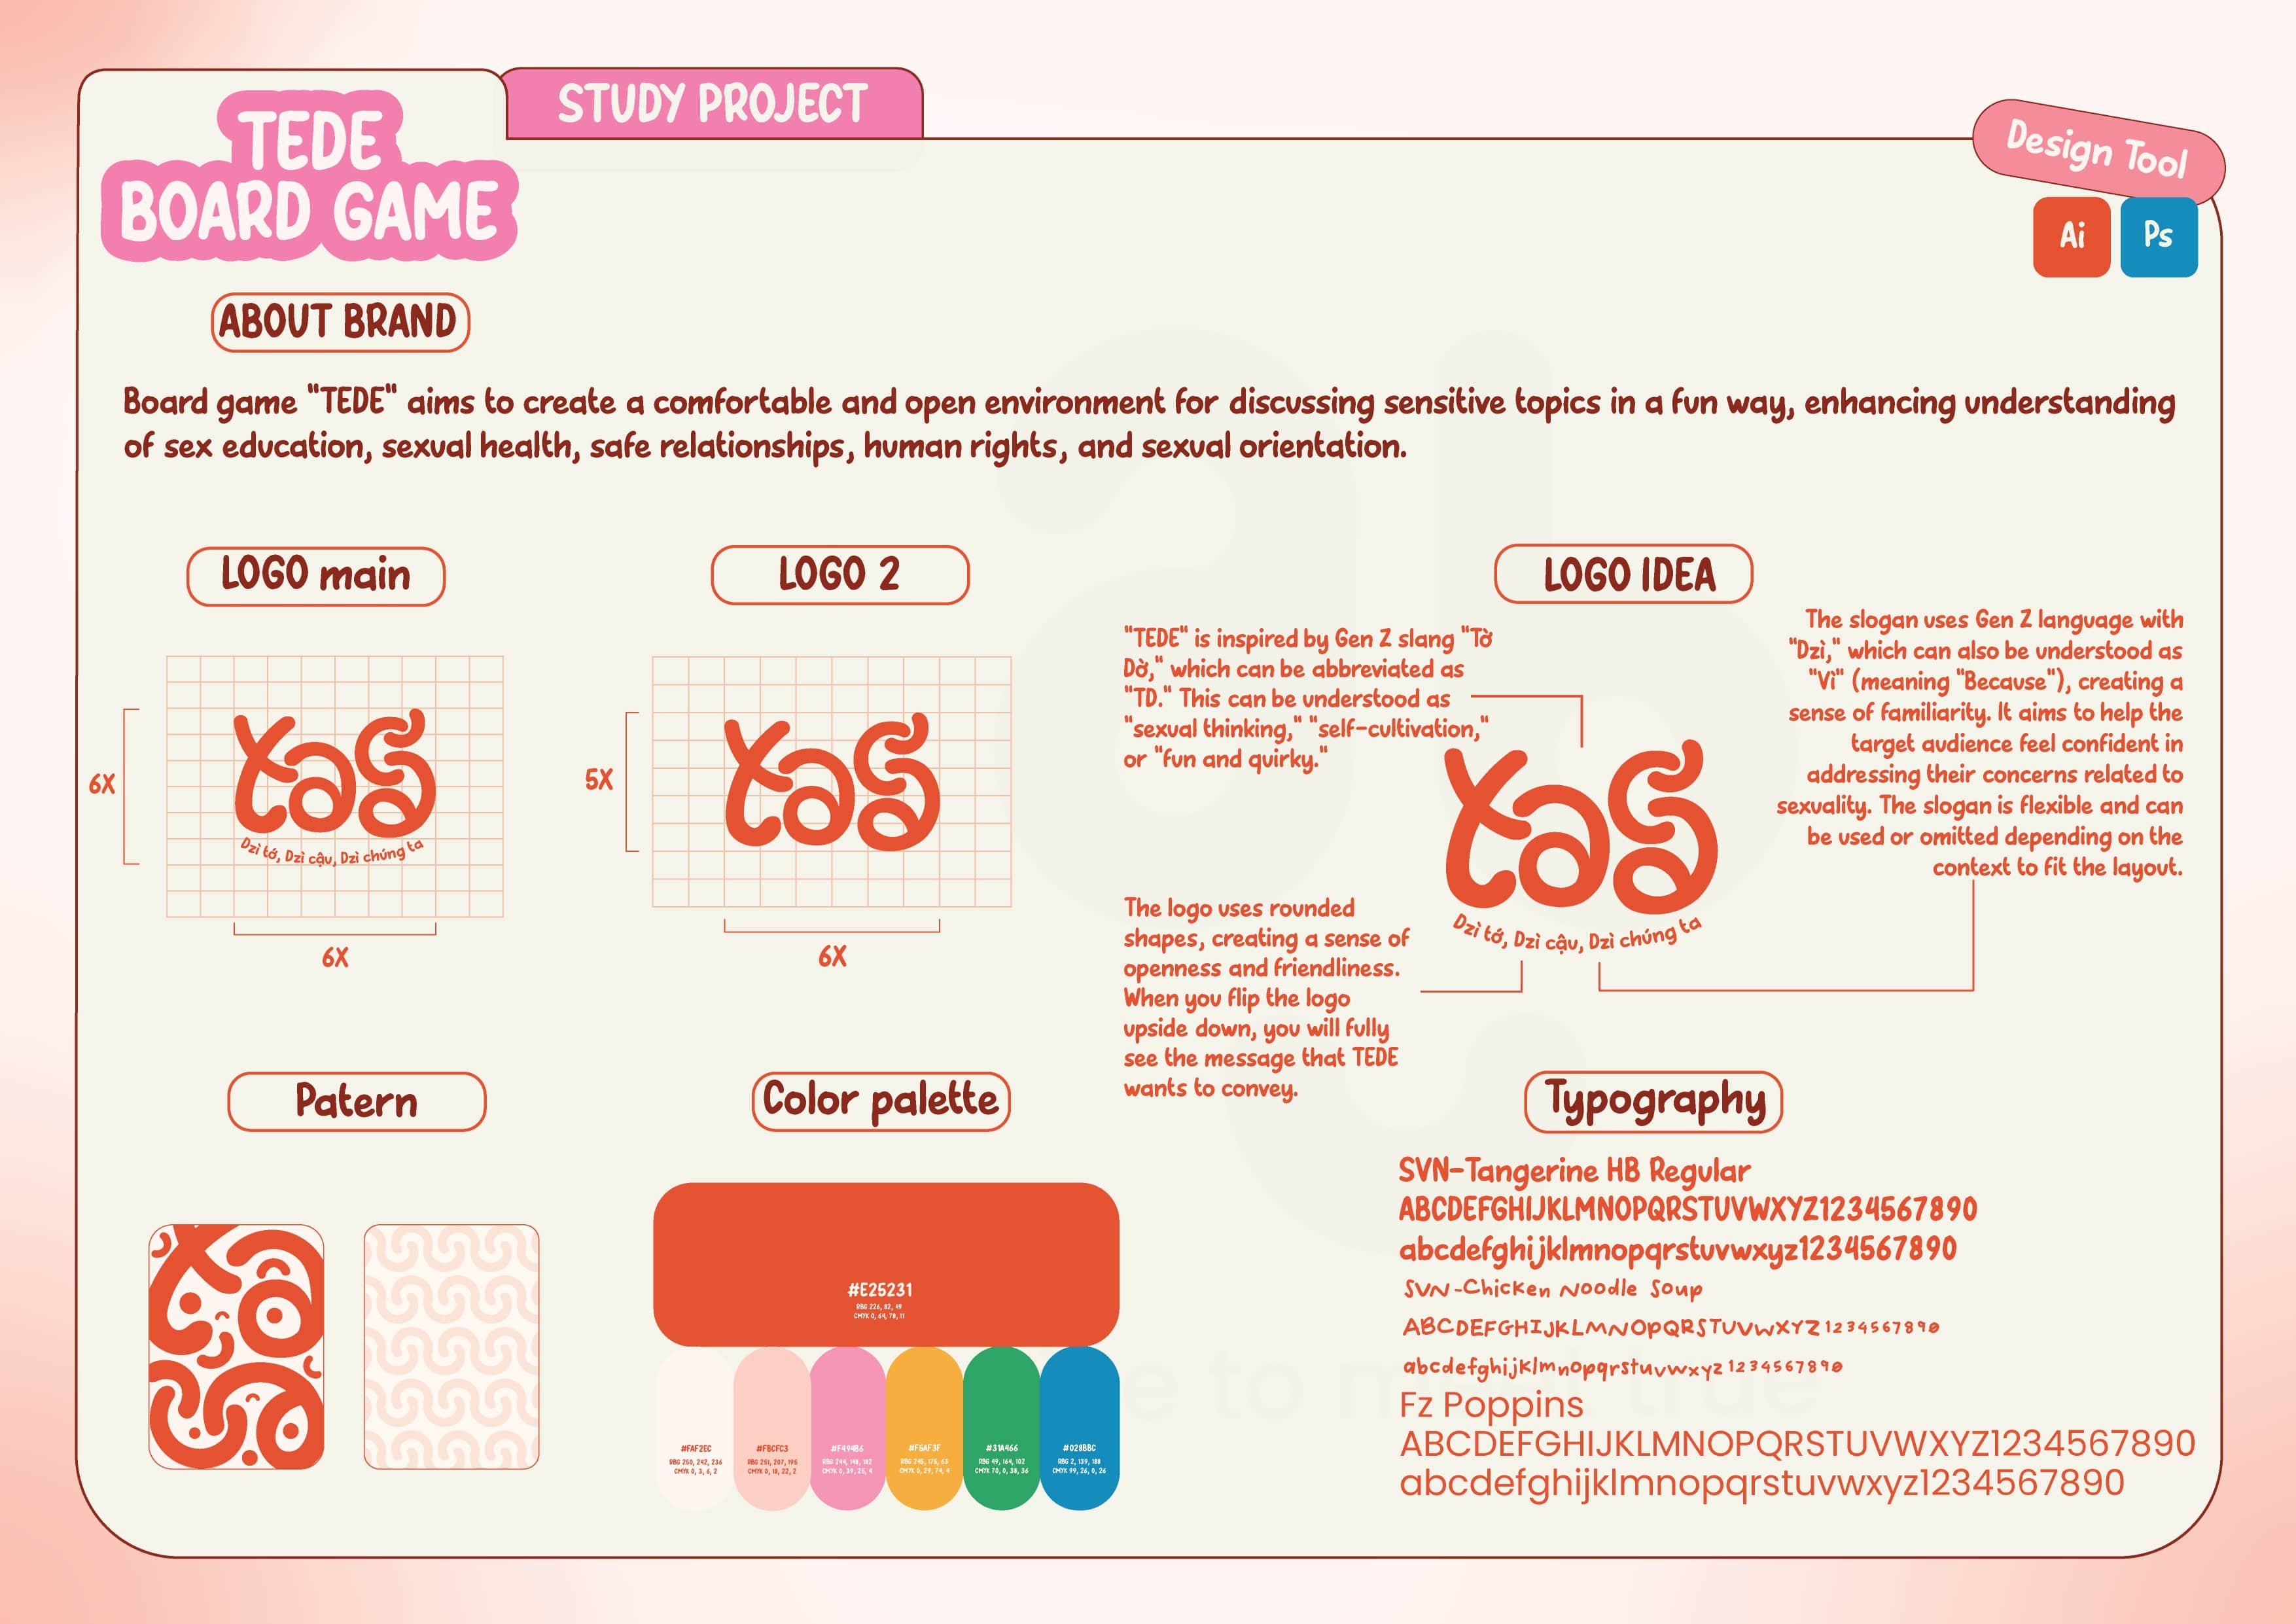 STUDY PROJECT
TEDE
BOARD GAME
Design Tool
Ai
Ps
ABOUT BRAND
Board game "TEDE" aims to create a comfortable and open environment for discussing sensitive topics in a fun way, enhancing understanding
of sex education, sexual health, safe relationships, human rights, and sexual orientation.
LOGO main
6X
Dzì tớ, Dzì cậu, Dzì chúng ta
6X
LOGO 2
5X
6X
LOGO IDEA
"TEDE" is inspired by Gen Z slang "Tờ
Dờ," which can be abbreviated as
"TD." This can be understood as
"sexual thinking," "self-cultivation,"
or "fun and quirky."
The slogan uses Gen Z language with
"Dzì," which can also be understood as
"Vì" (meaning "Because"), creating a
sense of familiarity. It aims to help the
target audience feel confident in
addressing their concerns related to
sexuality. The slogan is flexible and can
be used or omitted depending on the
context to fit the layout.
Dzì tớ, Dzì cậu, Dzì chúng ta
The logo uses rounded
shapes, creating a sense of
openness and friendliness.
When you flip the logo
upside down, you will fully
see the message that TEDE
wants to convey.
Patern
Color palette
#E25231
RBG 226, 82, 49
CMYK 0, 64, 78, 11
#FAF2EC
RBG 250, 242, 236
CMYK 0, 3, 6, 2
#FBCFC3
RBG 251, 207, 195
CMYK 0, 18, 22, 2
#F494B6
RBG 244, 148, 182
CMYK 0, 39, 25, 4
#F5AF3F
RBG 245, 175, 63
CMYK 0, 29, 74, 4
#31A466
RBG 49, 164, 102
CMYK 70, 0, 38, 36
#028BBC
RBG 2, 139, 188
CMYK 99, 26, 0, 26
Typography
SVN-Tangerine HB Regular
ABCDEFGHIJKLMNOPQRSTUVWXYZ1234567890
abcdefghijklmnopqrstuvwxyz1234567890
SVN-Chicken Noodle Soup
ABCDEFGHIJKLMNOPQRSTUVWXYZ1234567890
abcdefghijklmnopqrstuvwxyz1234567890
Fz Poppins
ABCDEFGHIJKLMNOPQRSTUVWXYZ1234567890
abcdefghijklmnopqrstuvwxyz1234567890